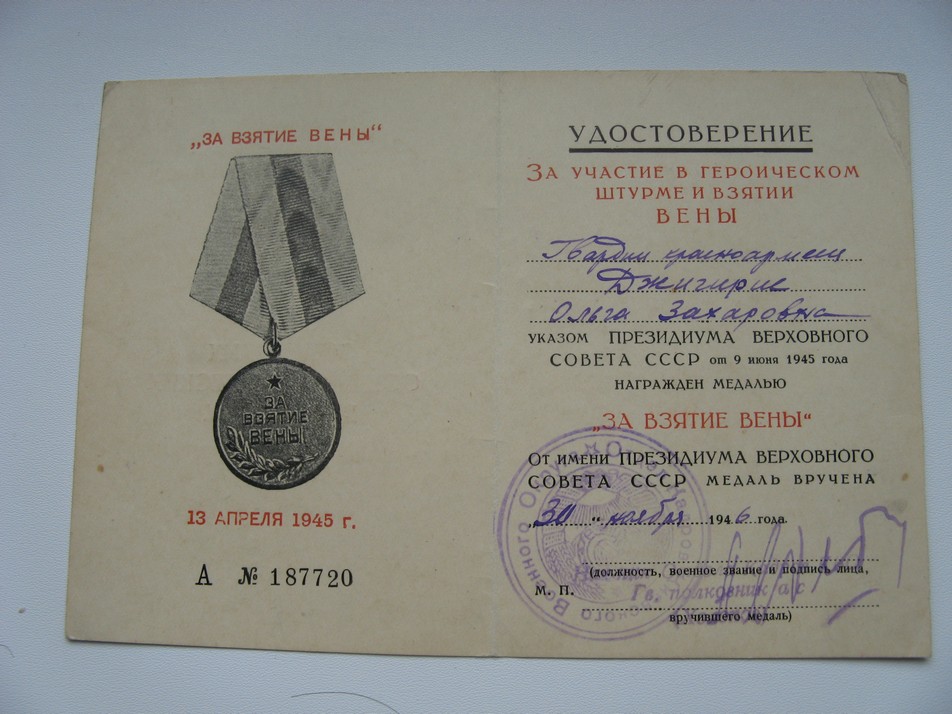 „ЗА ВЗЯТИЕ ВЕНЫ“
ЗА
ВЗЯТИЕ
ВЕНЫ
13 АПРЕЛЯ 1945 г.
А № 187720
УДОСТОВЕРЕНИЕ
ЗА УЧАСТИЕ В ГЕРОИЧЕСКОМ
ШТУРМЕ И ВЗЯТИИ
ВЕНЫ
Гвардии красноармеец
Джигирис
Ольга Захаровна
УКАЗОМ ПРЕЗИДИУМА ВЕРХОВНОГО
СОВЕТА СССР от 9 июня 1945 года
НАГРАЖДЕН МЕДАЛЬЮ
„ЗА ВЗЯТИЕ ВЕНЫ“
ОТ ИМЕНИ ПРЕЗИДИУМА ВЕРХОВНОГО
СОВЕТА СССР МЕДАЛЬ ВРУЧЕНА
„30“ ноября 1946 года.
(должность, военное звание и подпись лица,
М. П. Гв. полковник а/с
вручившего медаль)